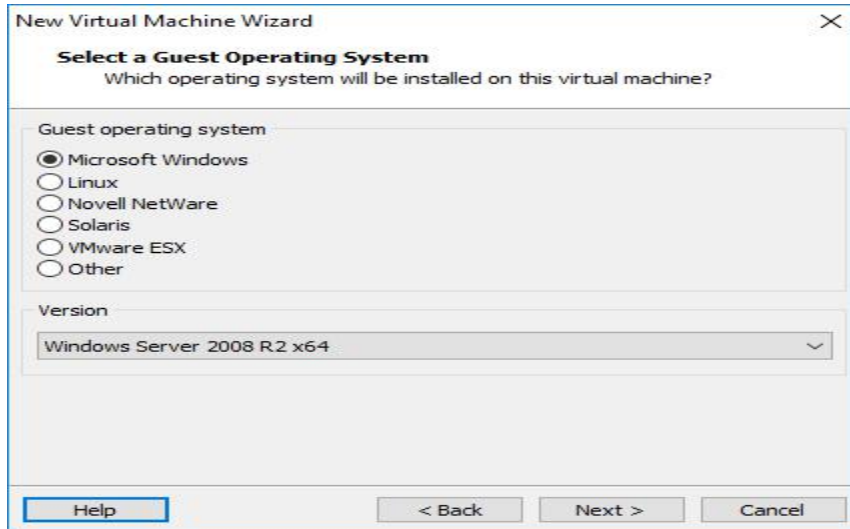 New Virtual Machine Wizard
Select a Guest Operating System
Which operating system will be installed on this virtual machine?
Guest operating system
Microsoft Windows
Linux
Novell NetWare
Solaris
VMware ESX
Other
Version
Windows Server 2008 R2 x64
Help < Back Next > Cancel